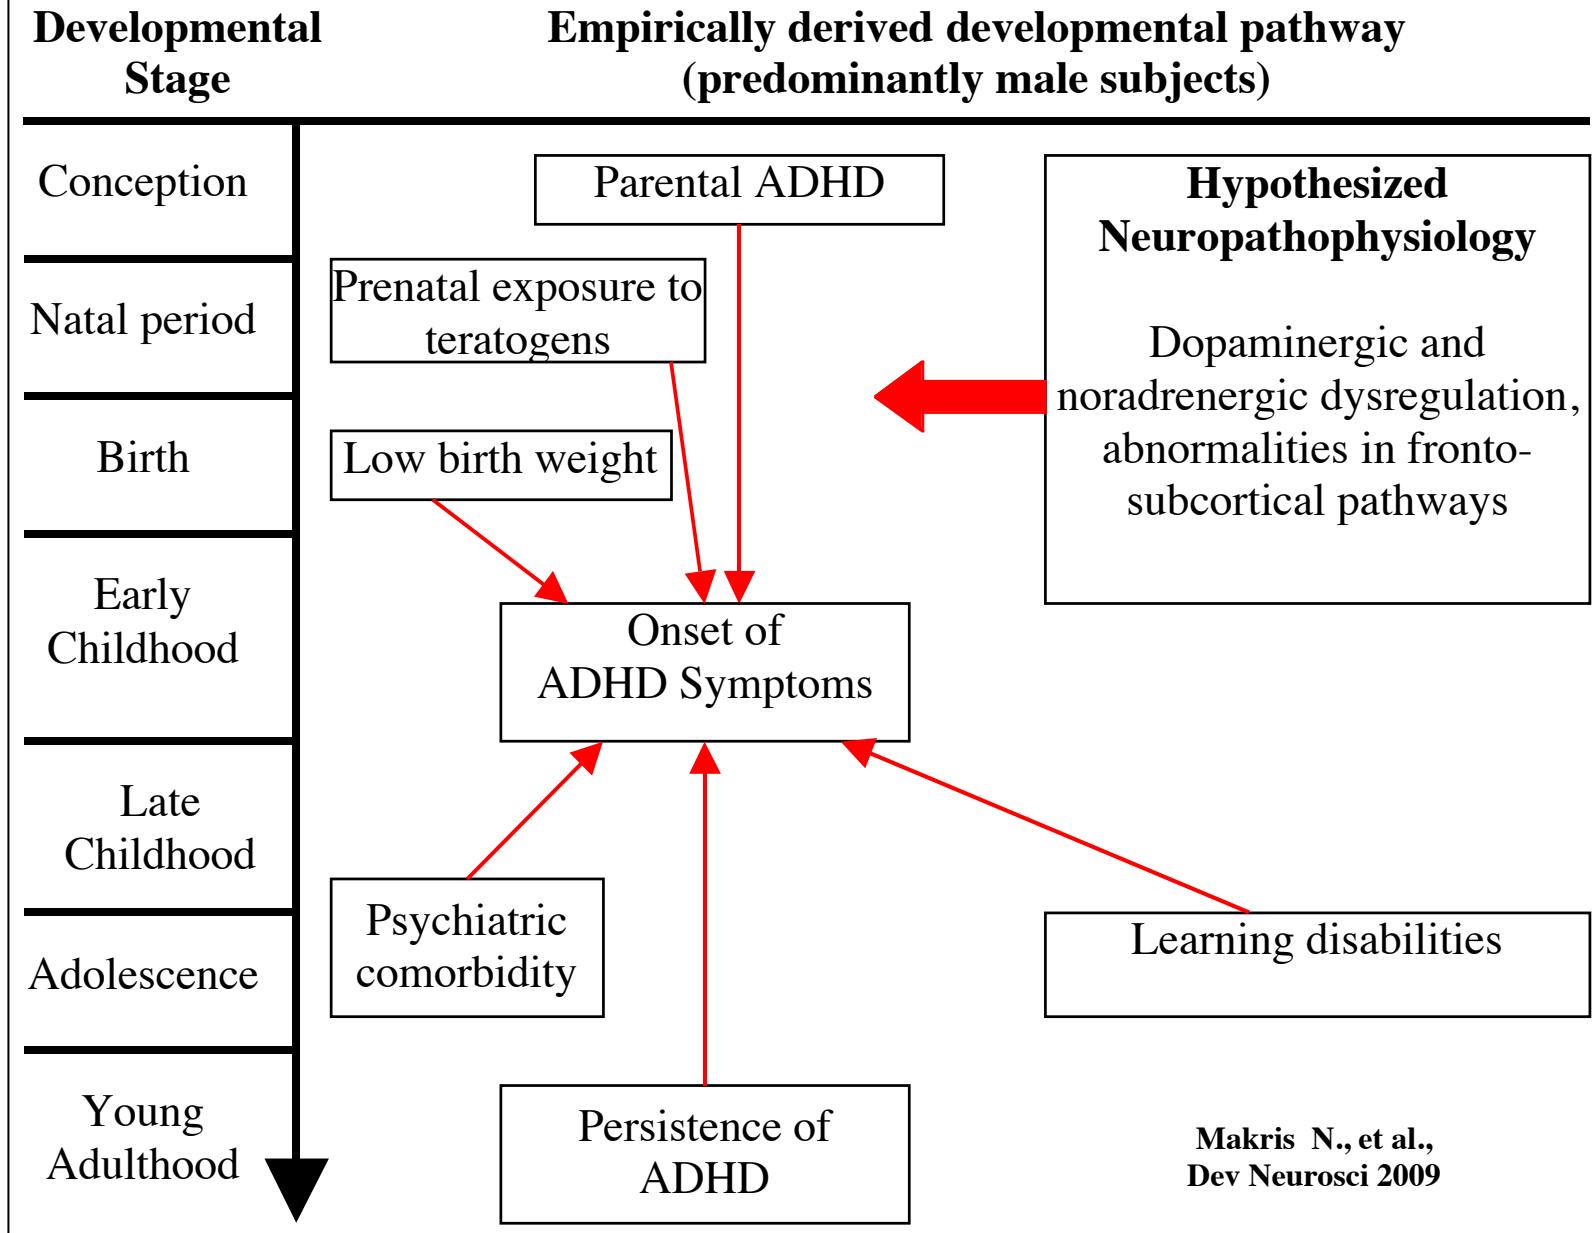 Developmental
Stage
Empirically derived developmental pathway
(predominantly male subjects)
Conception
Natal period
Birth
Early
Childhood
Late
Childhood
Adolescence
Young
Adulthood
Parental ADHD
Prenatal exposure to
teratogens
Low birth weight
Onset of
ADHD Symptoms
Psychiatric
comorbidity
Persistence of
ADHD
Hypothesized
Neuropathophysiology
Dopaminergic and
noradrenergic dysregulation,
abnormalities in fronto-
subcortical pathways
Learning disabilities
Makris N., et al.,
Dev Neurosci 2009